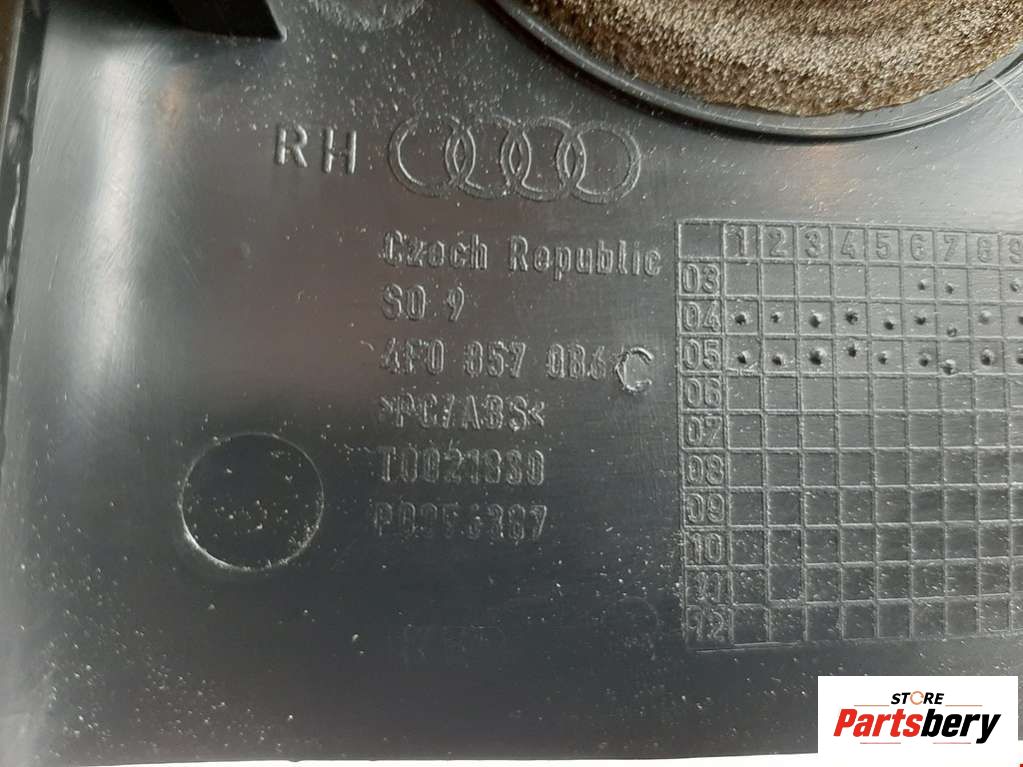 RH
Czech Republic
SO 9
4F0 857 086 C
>PC/ABS<
T0021880
1 2 3 4 5 6 7 8 9
03
04
05
06
07
08
09
10
11
12
STORE
Partsbery